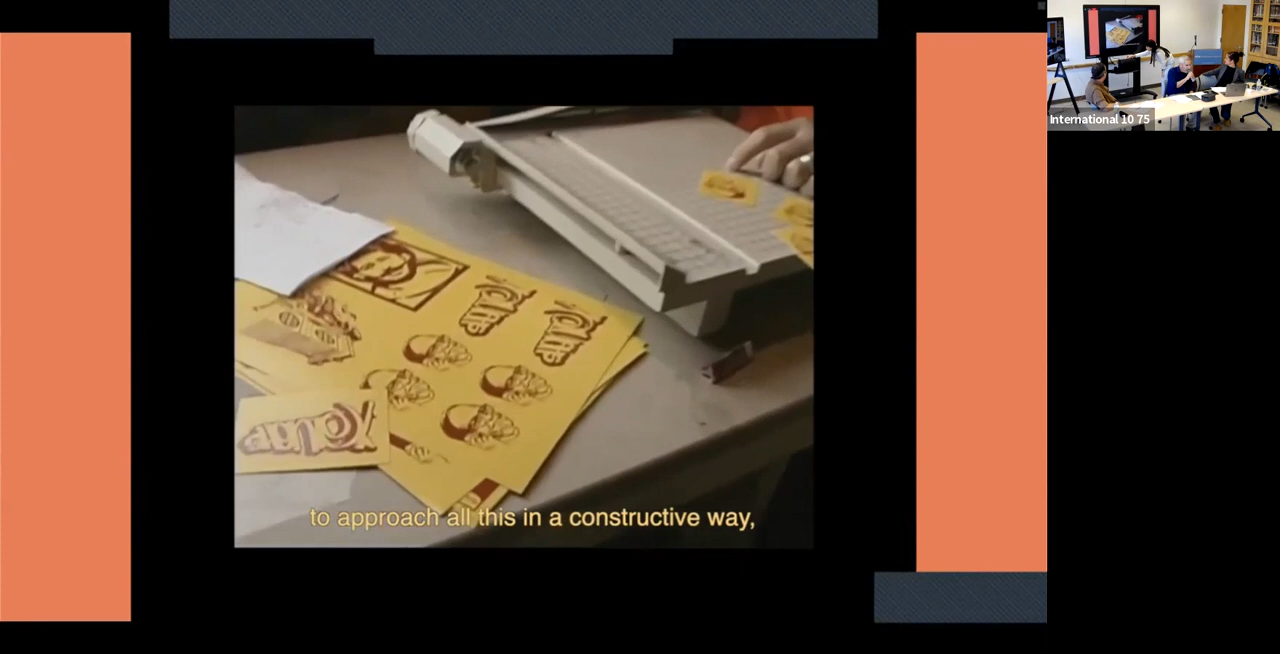 International 10 75
to approach all this in a constructive way,